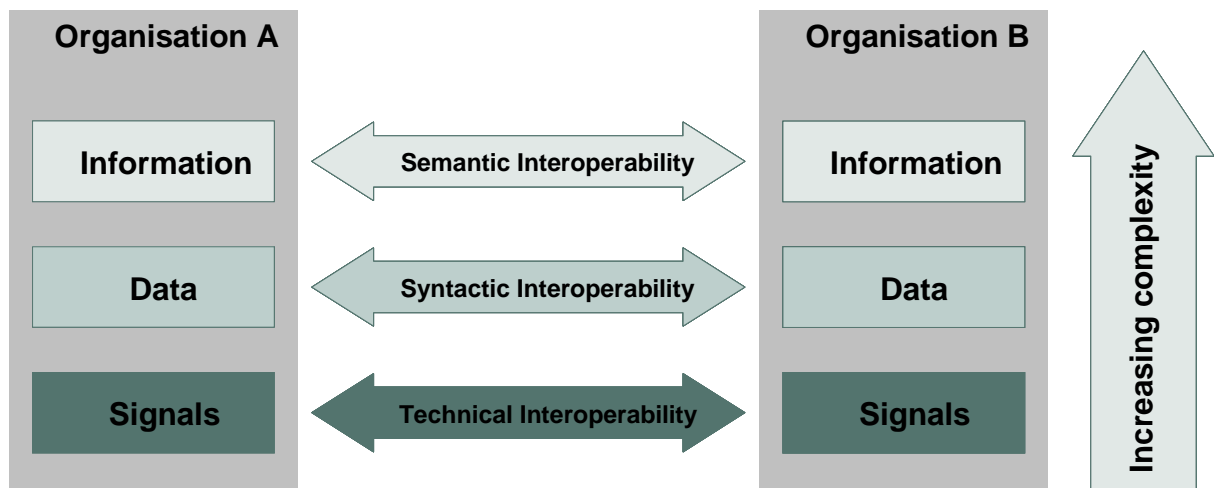 Organisation A
Organisation B
Information
Semantic Interoperability
Information
Data
Syntactic Interoperability
Data
Signals
Technical Interoperability
Signals
Increasing complexity